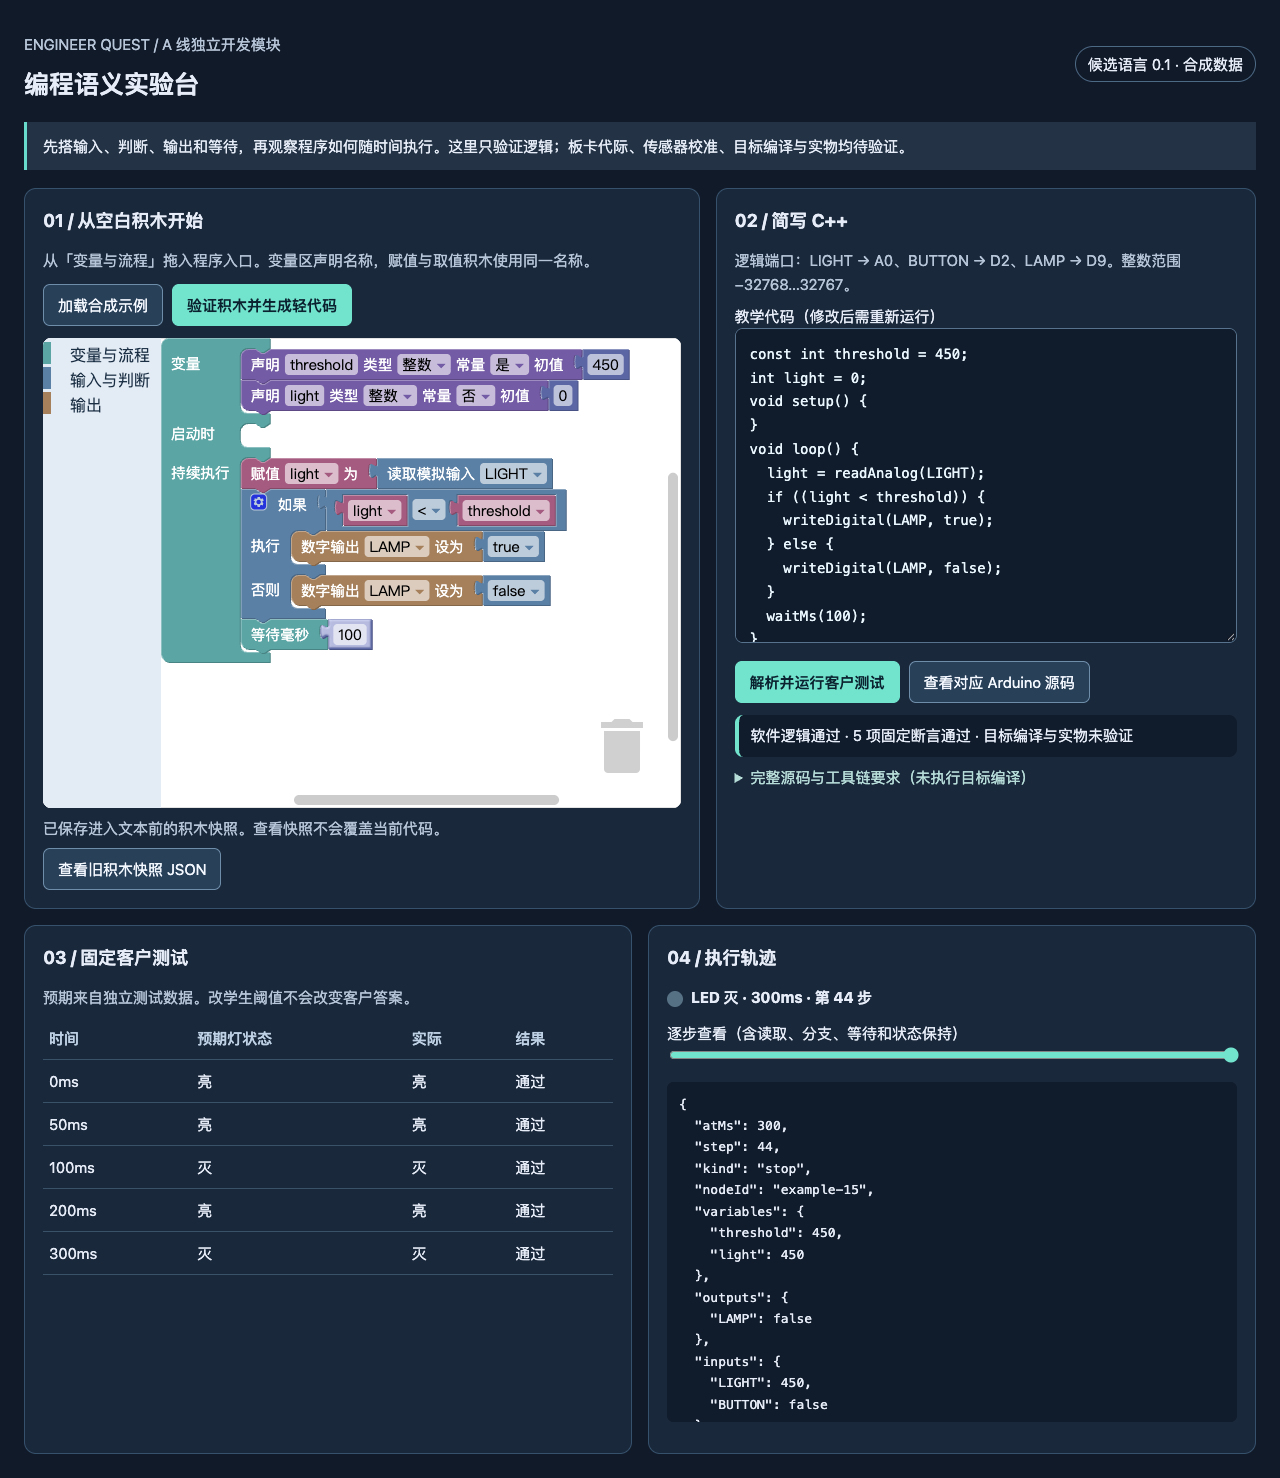 ENGINEER QUEST / A 线独立开发模块
编程语义实验台
候选语言 0.1 · 合成数据
先搭输入、判断、输出和等待，再观察程序如何随时间执行。这里只验证逻辑；板卡代际、传感器校准、目标编译与实物均待验证。
01 / 从空白积木开始
从「变量与流程」拖入程序入口。变量区声明名称，赋值与取值积木使用同一名称。
加载合成示例
验证积木并生成轻代码
变量与流程
输入与判断
输出
变量
声明 threshold 类型 整数 常量 是 初值 450
声明 light 类型 整数 常量 否 初值 0
启动时
持续执行
赋值 light 为 读取模拟输入 LIGHT
如果 light < threshold
执行 数字输出 LAMP 设为 true
否则 数字输出 LAMP 设为 false
等待毫秒 100
已保存进入文本前的积木快照。查看快照不会覆盖当前代码。
查看旧积木快照 JSON
02 / 简写 C++
逻辑端口：LIGHT → A0、BUTTON → D2、LAMP → D9。整数范围
−32768…32767。
教学代码（修改后需重新运行）
const int threshold = 450;
int light = 0;
void setup() {
}
void loop() {
  light = readAnalog(LIGHT);
  if ((light < threshold)) {
    writeDigital(LAMP, true);
  } else {
    writeDigital(LAMP, false);
  }
  waitMs(100);
}
解析并运行客户测试
查看对应 Arduino 源码
软件逻辑通过 · 5 项固定断言通过 · 目标编译与实物未验证
▶ 完整源码与工具链要求（未执行目标编译）
03 / 固定客户测试
预期来自独立测试数据。改学生阈值不会改变客户答案。
时间 预期灯状态 实际 结果
0ms 亮 亮 通过
50ms 亮 亮 通过
100ms 灭 灭 通过
200ms 亮 亮 通过
300ms 灭 灭 通过
04 / 执行轨迹
LED 灭 · 300ms · 第 44 步
逐步查看（含读取、分支、等待和状态保持）
{
  "atMs": 300,
  "step": 44,
  "kind": "stop",
  "nodeId": "example-15",
  "variables": {
    "threshold": 450,
    "light": 450
  },
  "outputs": {
    "LAMP": false
  },
  "inputs": {
    "LIGHT": 450,
    "BUTTON": false